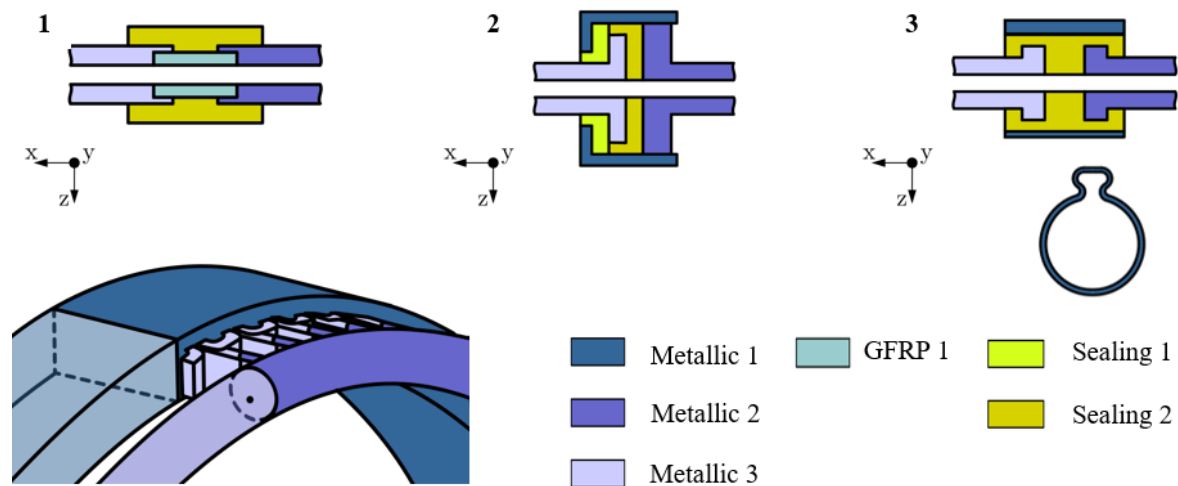 1
2
3
x
y
z
x
y
z
x
y
z
Metallic 1
GFRP 1
Sealing 1
Metallic 2
Sealing 2
Metallic 3